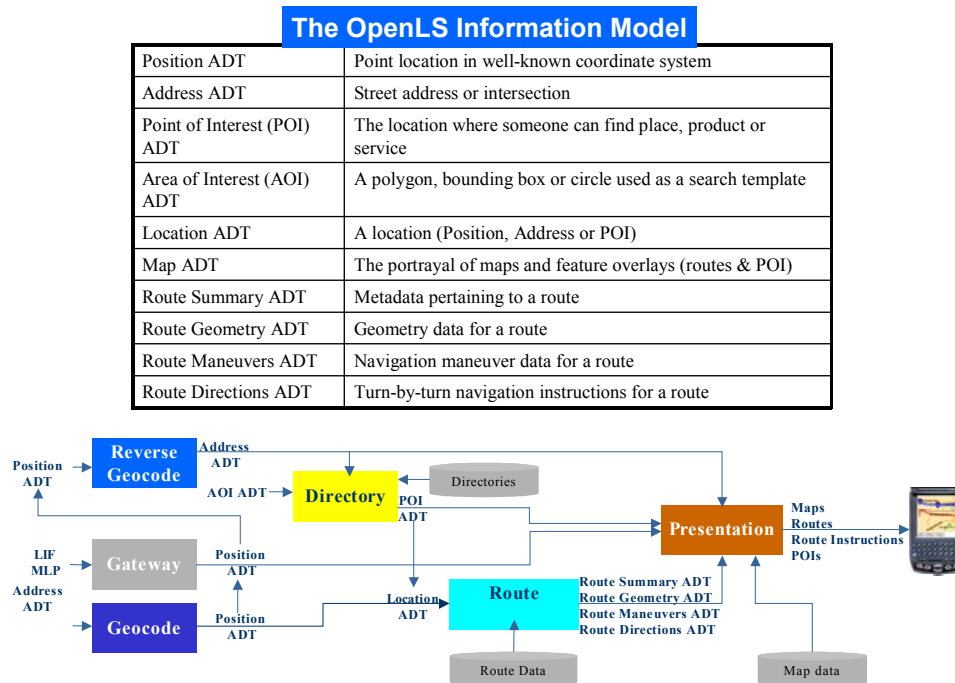 The OpenLS Information Model
Position ADT
Point location in well-known coordinate system
Address ADT
Street address or intersection
Point of Interest (POI)
ADT
The location where someone can find place, product or
service
Area of Interest (AOI)
ADT
A polygon, bounding box or circle used as a search template
Location ADT
A location (Position, Address or POI)
Map ADT
The portrayal of maps and feature overlays (routes & POI)
Route Summary ADT
Metadata pertaining to a route
Route Geometry ADT
Geometry data for a route
Route Maneuvers ADT
Navigation maneuver data for a route
Route Directions ADT
Turn-by-turn navigation instructions for a route
Position
ADT
Reverse
Geocode
Address
ADT
AOI ADT
Directory
POI
ADT
Directories
Presentation
Maps
Routes
Route Instructions
POIs
LIF
MLP
Gateway
Position
ADT
Address
ADT
Geocode
Position
ADT
Location
ADT
Route
Route Summary ADT
Route Geometry ADT
Route Maneuvers ADT
Route Directions ADT
Route Data
Map data